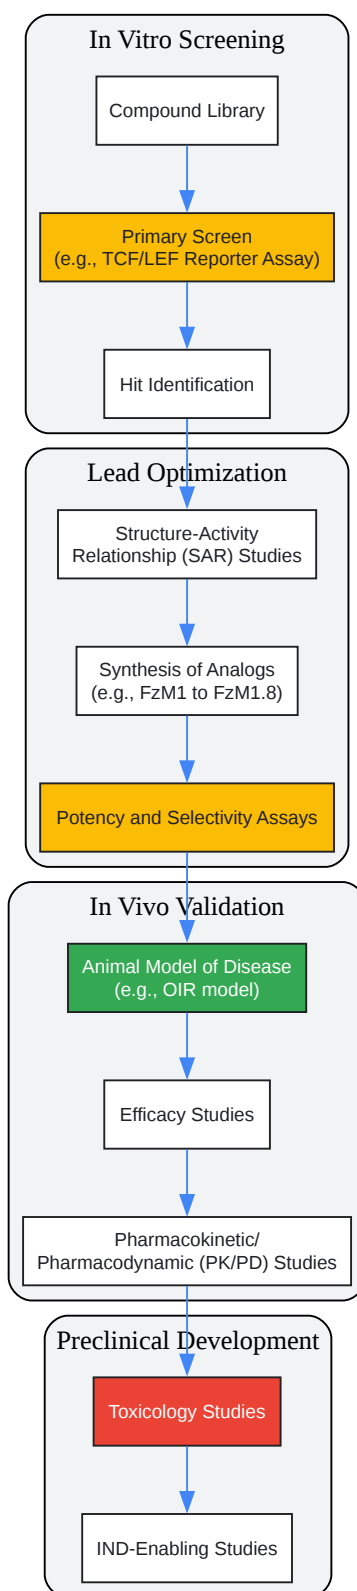 In Vitro Screening
Compound Library
Primary Screen
(e.g., TCF/LEF Reporter Assay)
Hit Identification
Lead Optimization
Structure-Activity
Relationship (SAR) Studies
Synthesis of Analogs
(e.g., FzM1 to FzM1.8)
Potency and Selectivity Assays
In Vivo Validation
Animal Model of Disease
(e.g., OIR model)
Efficacy Studies
Pharmacokinetic/
Pharmacodynamic (PK/PD) Studies
Preclinical Development
Toxicology Studies
IND-Enabling Studies